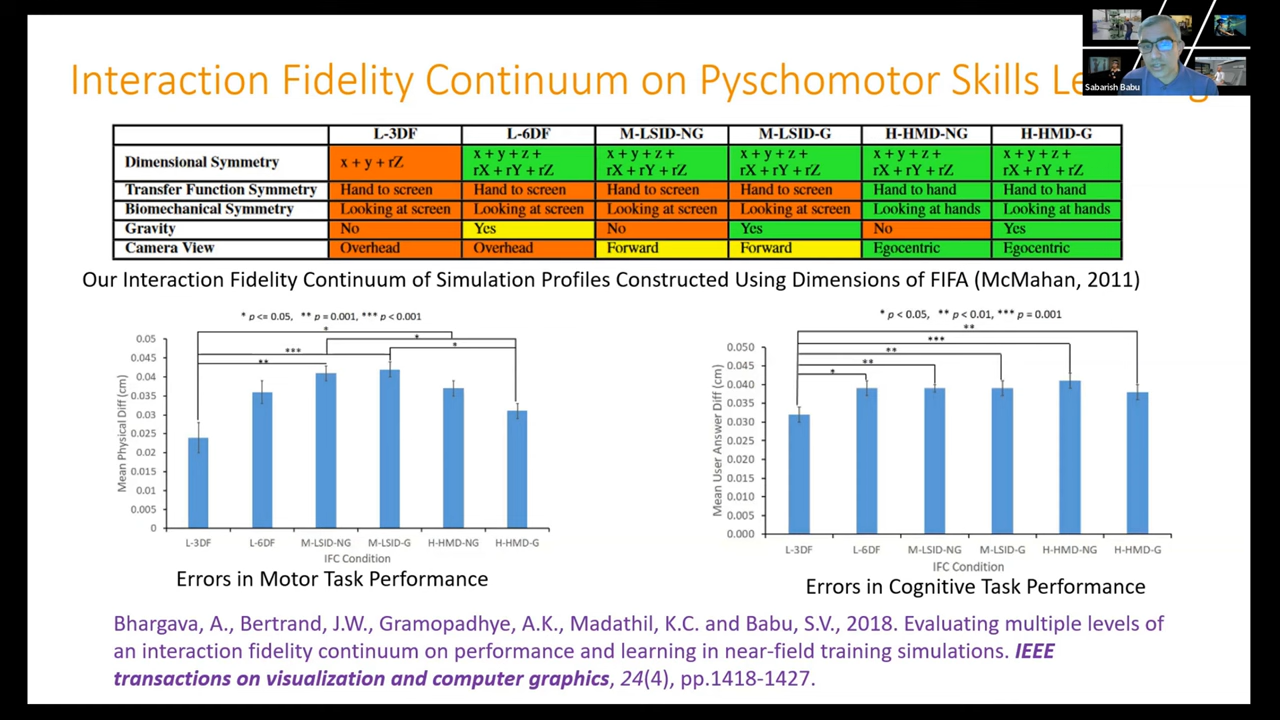 Interaction Fidelity Continuum on Pyschomotor Skills Le
Sabarish Babu
L-3DF L-6DF M-LSID-NG M-LSID-G H-HMD-NG H-HMD-G
Dimensional Symmetry x + y + rZ x + y + z + rX + rY + rZ x + y + z + rX + rY + rZ x + y + z + rX + rY + rZ x + y + z + rX + rY + rZ x + y + z + rX + rY + rZ
Transfer Function Symmetry Hand to screen Hand to screen Hand to screen Hand to screen Hand to hand Hand to hand
Biomechanical Symmetry Looking at screen Looking at screen Looking at screen Looking at screen Looking at hands Looking at hands
Gravity No Yes No Yes No Yes
Camera View Overhead Overhead Forward Forward Egocentric Egocentric
Our Interaction Fidelity Continuum of Simulation Profiles Constructed Using Dimensions of FIFA (McMahan, 2011)
* p <= 0.05, ** p = 0.001, *** p < 0.001
*
*
***
*
**
0.05
0.045
0.04
0.035
0.03
0.025
0.02
0.015
0.01
0.005
0
Mean Physical Diff (cm)
L-3DF L-6DF M-LSID-NG M-LSID-G H-HMD-NG H-HMD-G
IFC Condition
Errors in Motor Task Performance
* p < 0.05, ** p < 0.01, *** p = 0.001
**
***
**
**
*
0.050
0.045
0.040
0.035
0.030
0.025
0.020
0.015
0.010
0.005
0.000
Mean User Answer Diff (cm)
L-3DF L-6DF M-LSID-NG M-LSID-G H-HMD-NG H-HMD-G
IFC Condition
Errors in Cognitive Task Performance
Bhargava, A., Bertrand, J.W., Gramopadhye, A.K., Madathil, K.C. and Babu, S.V., 2018. Evaluating multiple levels of
an interaction fidelity continuum on performance and learning in near-field training simulations. IEEE
transactions on visualization and computer graphics, 24(4), pp.1418-1427.